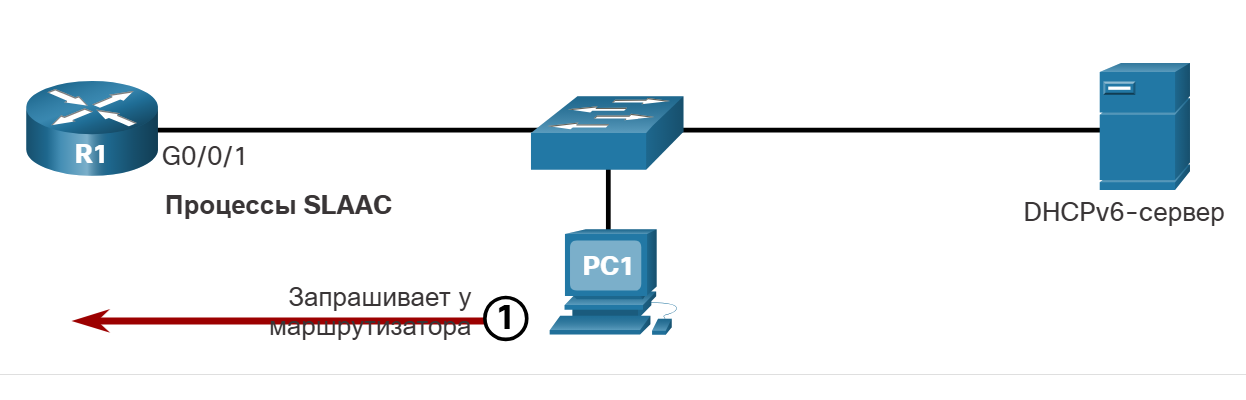 R1
G0/0/1
Процессы SLAAC
DHCPv6-сервер
PC1
Запрашивает у
маршрутизатора
1